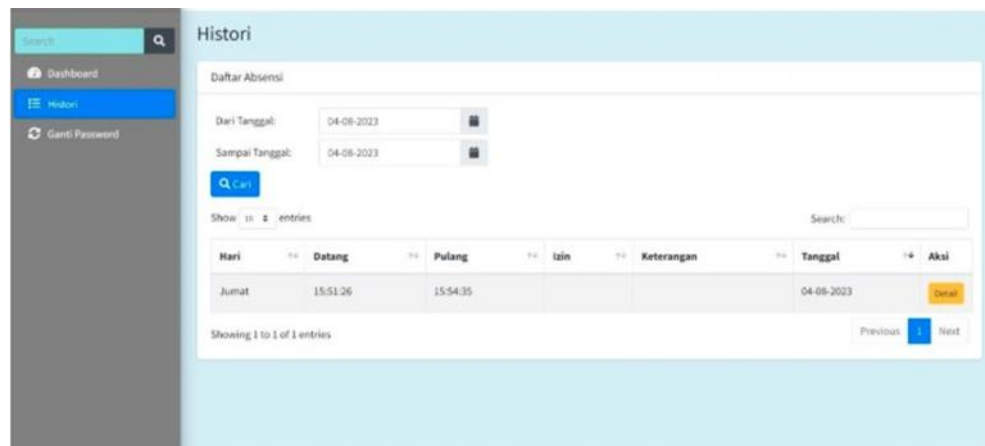 Search
Histori
Dashboard
Histori
Ganti Password
Daftar Absensi
Dari Tanggal: 04-08-2023
Sampai Tanggal: 04-08-2023
Cari
Show 10 entries
Search:
Hari Datang Pulang Izin Keterangan Tanggal Aksi
Jumat 15:51:26 15:54:35 04-08-2023 Detail
Showing 1 to 1 of 1 entries
Previous 1 Next